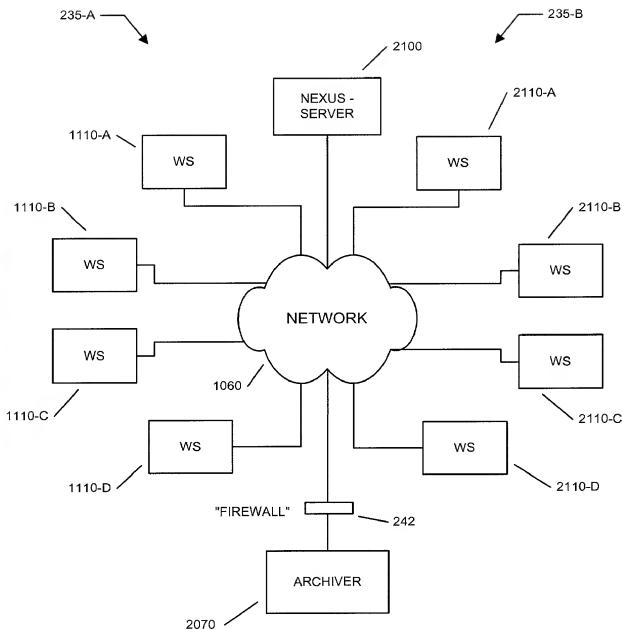 235-A
235-B
2100
NEXUS -
SERVER
2110-A
1110-A
WS
WS
1110-B
2110-B
WS
WS
NETWORK
WS
WS
1060
1110-C
2110-C
WS
WS
1110-D
2110-D
"FIREWALL"
242
ARCHIVER
2070